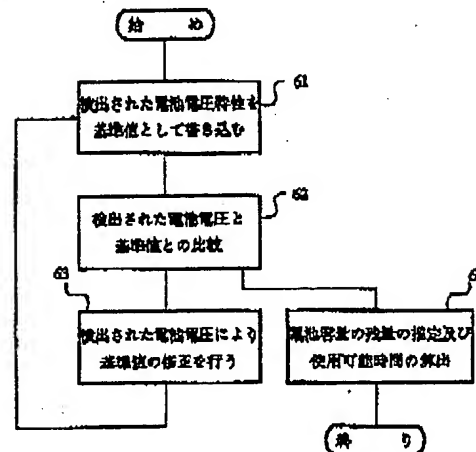 始 め
61
検出された電池電圧特性を
基準値として書き込む
62
検出された電池電圧と
基準値との比較
63
検出された電池電圧により
基準値の修正を行う
6
電池容量の残量の推定及び
使用可能時間の算出
終 り